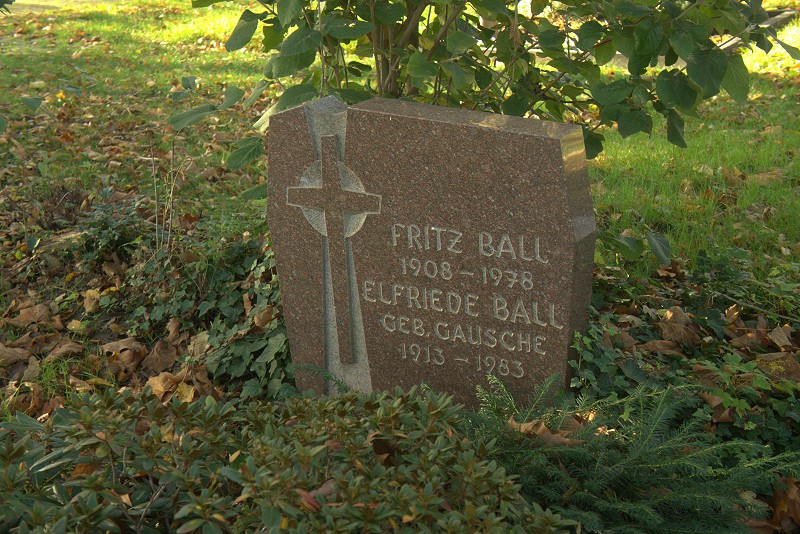 FRITZ BALL
1908 – 1978
ELFRIEDE BALL
GEB. GAUSCHE
1913 – 1983